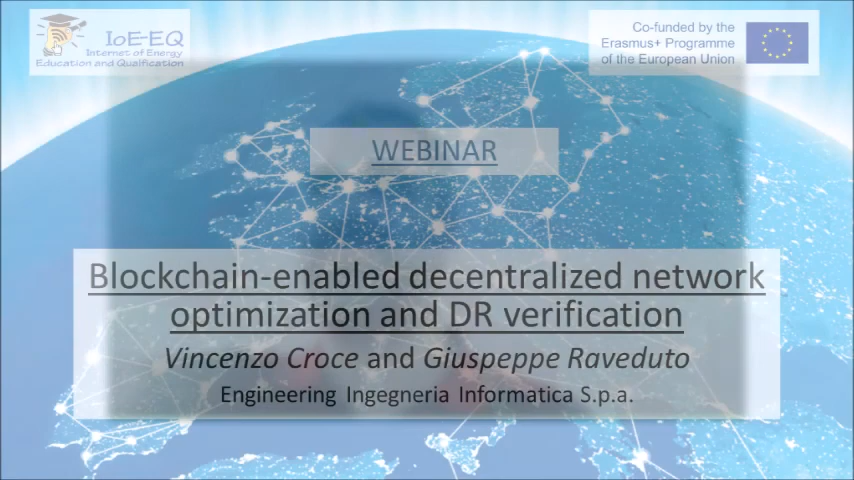 IoE-EQ
Internet of Energy
Education and Qualification
Co-funded by the
Erasmus+ Programme
of the European Union
WEBINAR
Blockchain-enabled decentralized network
optimization and DR verification
Vincenzo Croce and Giuspeppe Raveduto
Engineering Ingegneria Informatica S.p.a.